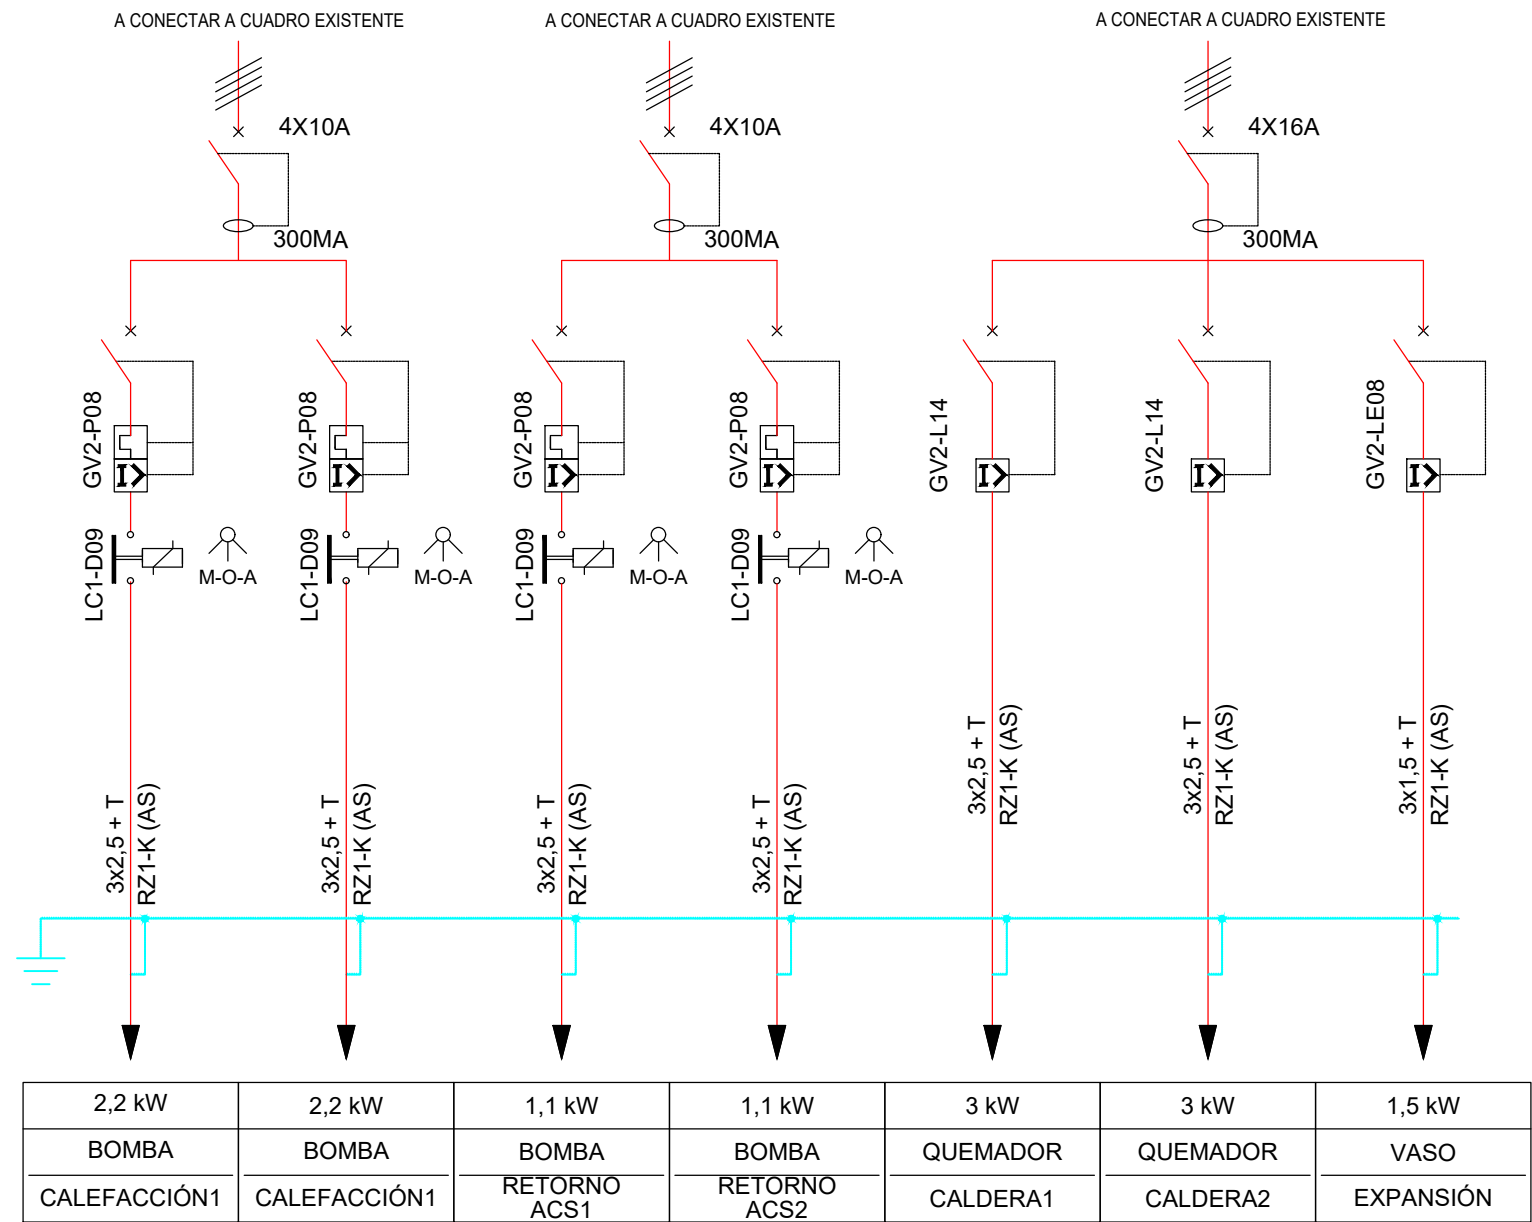 A CONECTAR A CUADRO EXISTENTE
A CONECTAR A CUADRO EXISTENTE
A CONECTAR A CUADRO EXISTENTE
4X10A
4X10A
4X16A
300MA
300MA
300MA
GV2-P08
GV2-P08
GV2-P08
GV2-P08
GV2-L14
GV2-L14
GV2-LE08
I>
I>
I>
I>
I>
I>
I>
LC1-D09
M-O-A
LC1-D09
M-O-A
LC1-D09
M-O-A
LC1-D09
M-O-A
3x2,5 + T
RZ1-K (AS)
3x2,5 + T
RZ1-K (AS)
3x2,5 + T
RZ1-K (AS)
3x2,5 + T
RZ1-K (AS)
3x2,5 + T
RZ1-K (AS)
3x2,5 + T
RZ1-K (AS)
3x1,5 + T
RZ1-K (AS)
2,2 kW
2,2 kW
1,1 kW
1,1 kW
3 kW
3 kW
1,5 kW
BOMBA
BOMBA
BOMBA
BOMBA
QUEMADOR
QUEMADOR
VASO
CALEFACCIÓN1
CALEFACCIÓN1
RETORNO
ACS1
RETORNO
ACS2
CALDERA1
CALDERA2
EXPANSIÓN